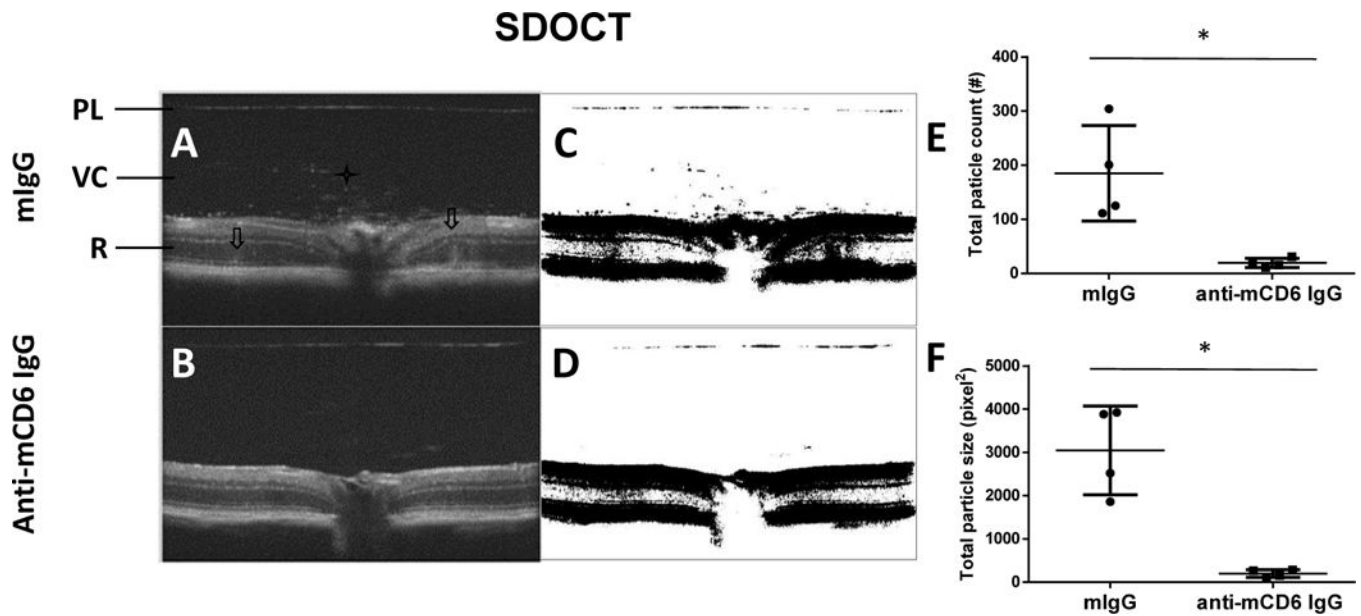 SDOCT
mIgG
PL
VC
R
A
C
Anti-mCD6 IgG
B
D
E
*
Total paticle count (#)
400
300
200
100
0
mIgG
anti-mCD6 IgG
F
*
Total particle size (pixel²)
5000
4000
3000
2000
1000
0
mIgG
anti-mCD6 IgG